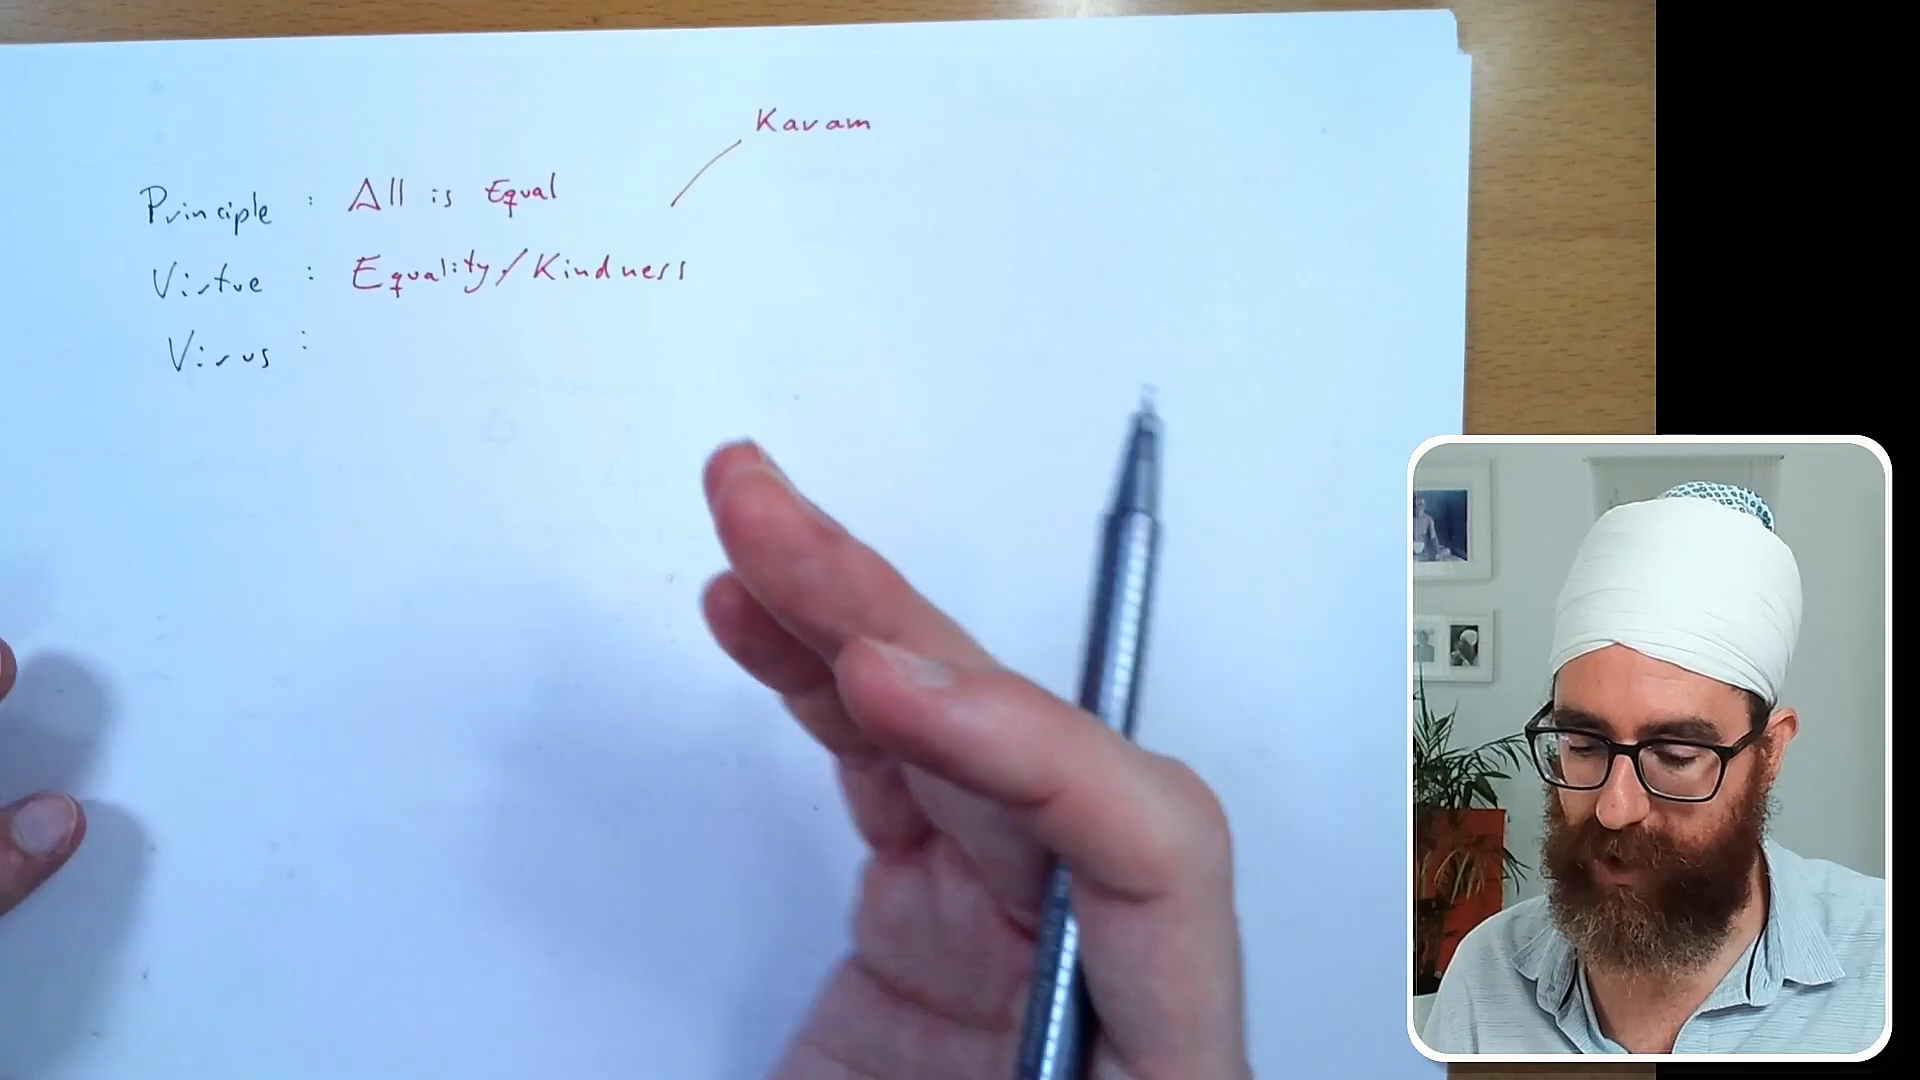 Karam
Principle : All is Equal
Virtue : Equality/Kindness
Virus :